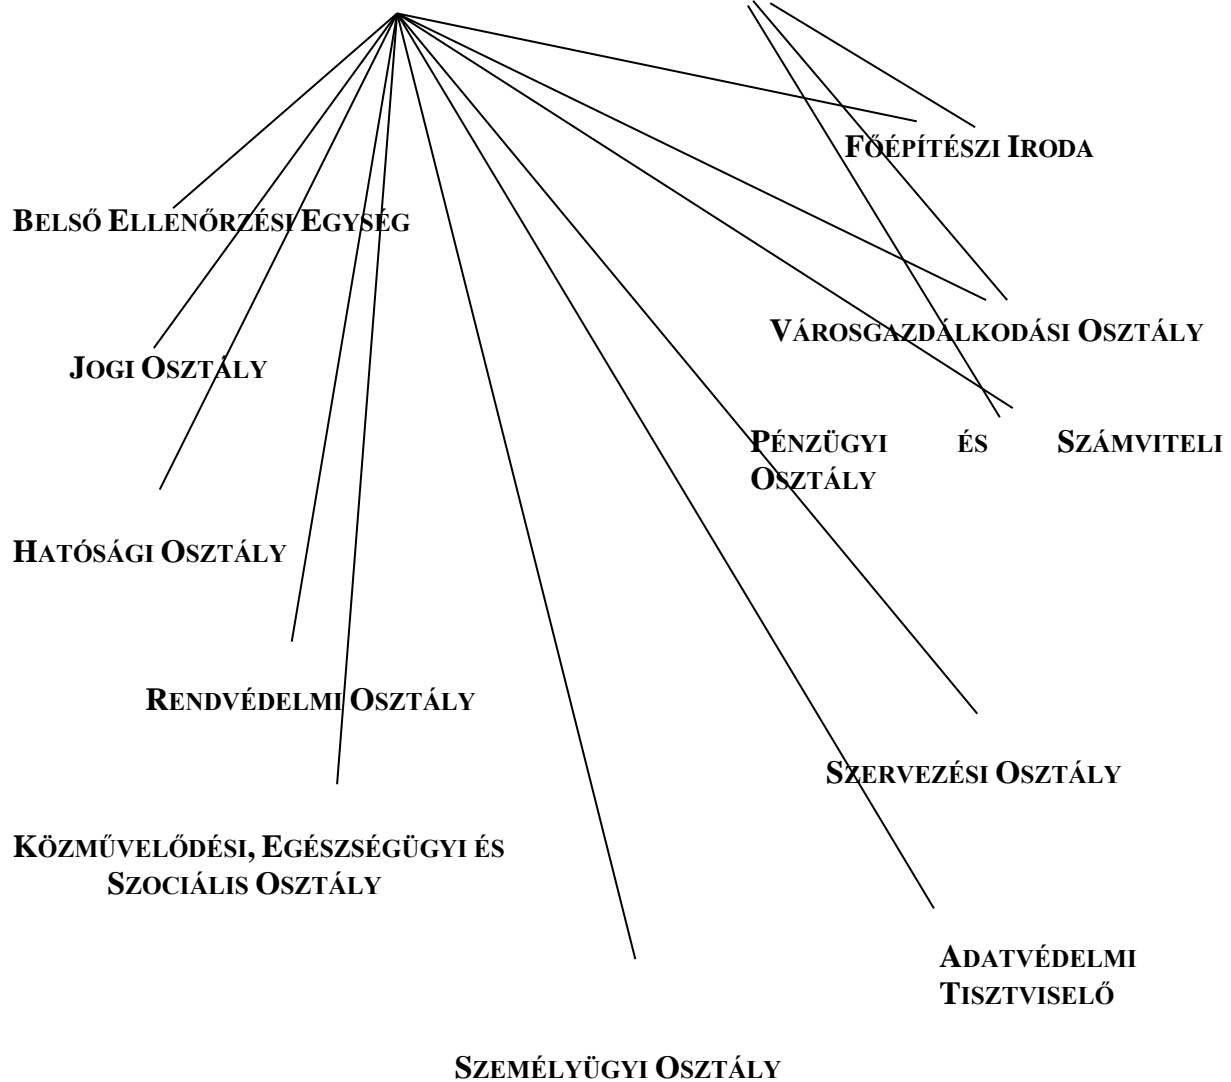 FŐÉPÍTÉSZI IRODA
BELSŐ ELLENŐRZÉSI EGYSÉG
VÁROSGAZDÁLKODÁSI OSZTÁLY
JOGI OSZTÁLY
PÉNZÜGYI ÉS SZÁMVITELI
OSZTÁLY
HATÓSÁGI OSZTÁLY
RENDVÉDELMI OSZTÁLY
SZERVEZÉSI OSZTÁLY
KÖZMŰVELŐDÉSI, EGÉSZSÉGÜGYI ÉS
SZOCIÁLIS OSZTÁLY
ADATVÉDELMI
TISZTVISELŐ
SZEMÉLYÜGYI OSZTÁLY